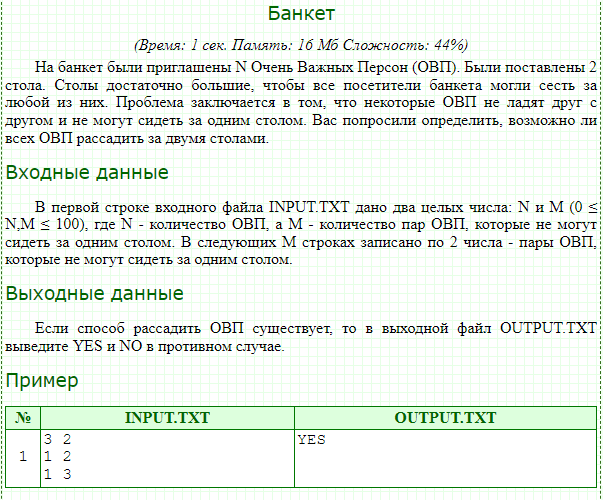 Банкет
(Время: 1 сек. Память: 16 Мб Сложность: 44%)
На банкет были приглашены N Очень Важных Персон (ОВП). Были поставлены 2
стола. Столы достаточно большие, чтобы все посетители банкета могли сесть за
любой из них. Проблема заключается в том, что некоторые ОВП не ладят друг с
другом и не могут сидеть за одним столом. Вас попросили определить, возможно ли
всех ОВП рассадить за двумя столами.
Входные данные
В первой строке входного файла INPUT.TXT дано два целых числа: N и M (0 ≤
N,M ≤ 100), где N - количество ОВП, а M - количество пар ОВП, которые не могут
сидеть за одним столом. В следующих M строках записано по 2 числа - пары ОВП,
которые не могут сидеть за одним столом.
Выходные данные
Если способ рассадить ОВП существует, то в выходной файл OUTPUT.TXT
выведите YES и NO в противном случае.
Пример
№ INPUT.TXT OUTPUT.TXT
3 2 YES
1 1 2
1 3